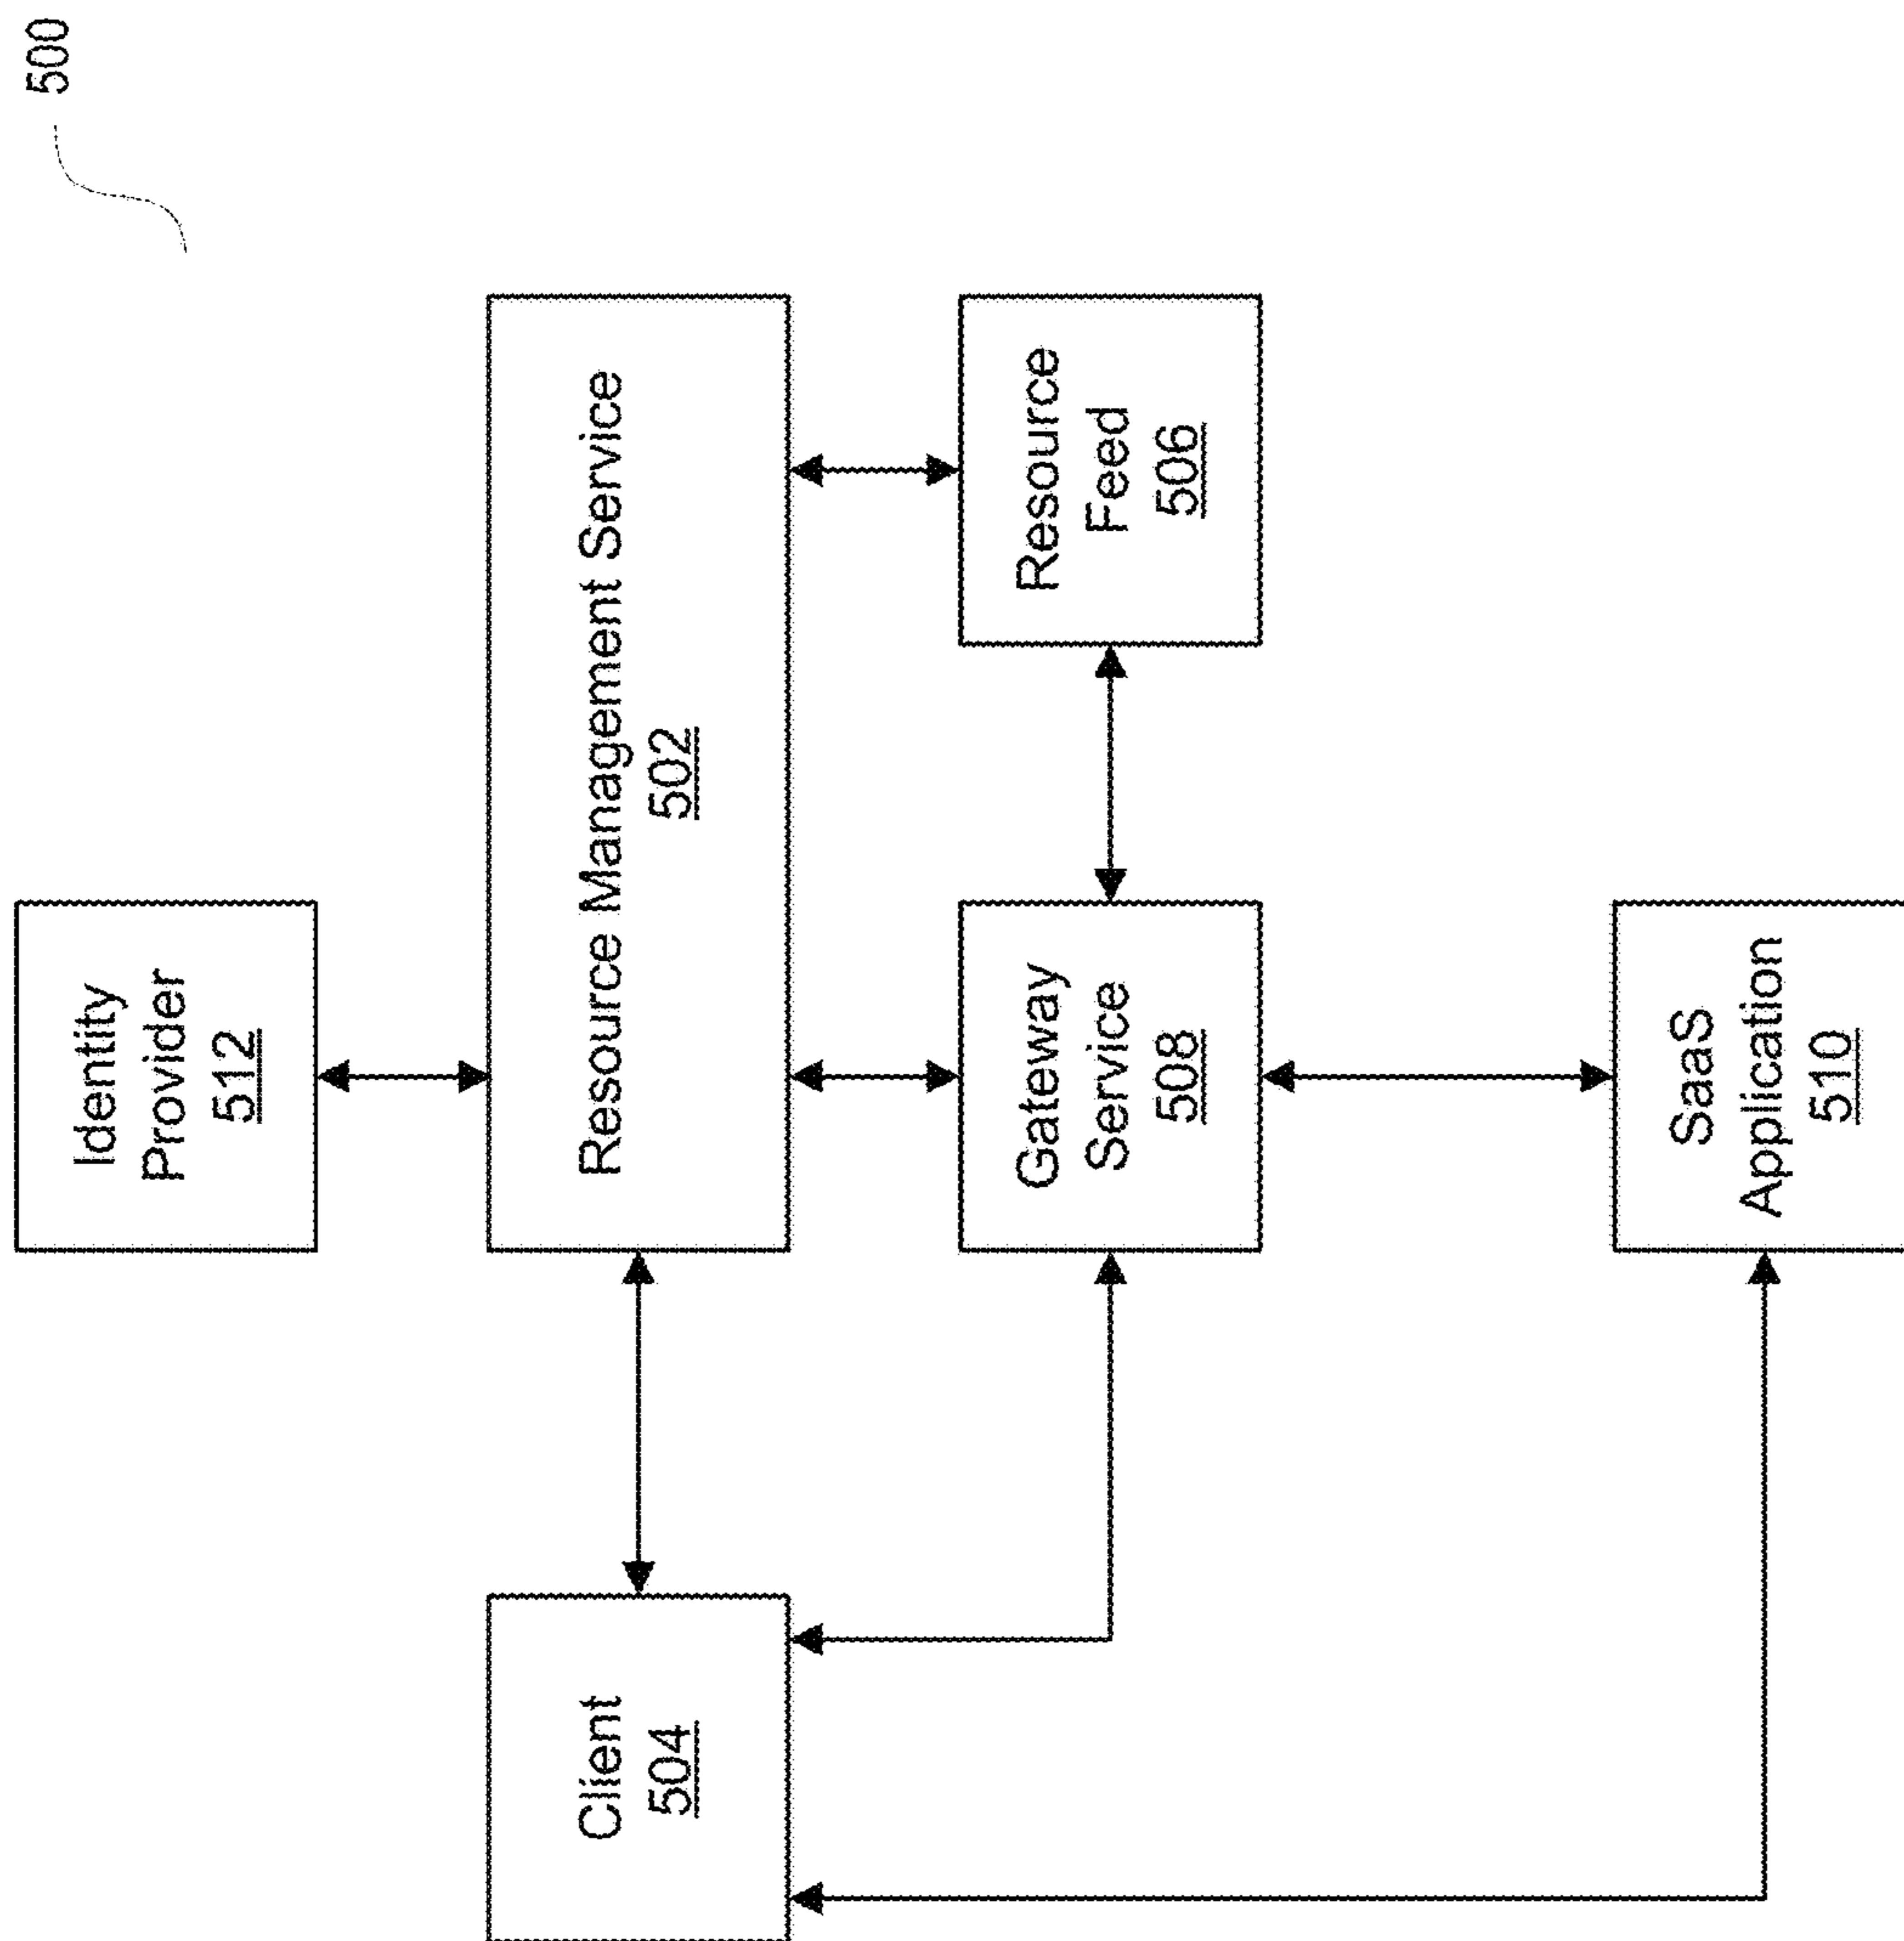 500
Identity
Provider
512
Resource Management Service
502
Client
504
Gateway
Service
508
Resource
Feed
506
SaaS
Application
510